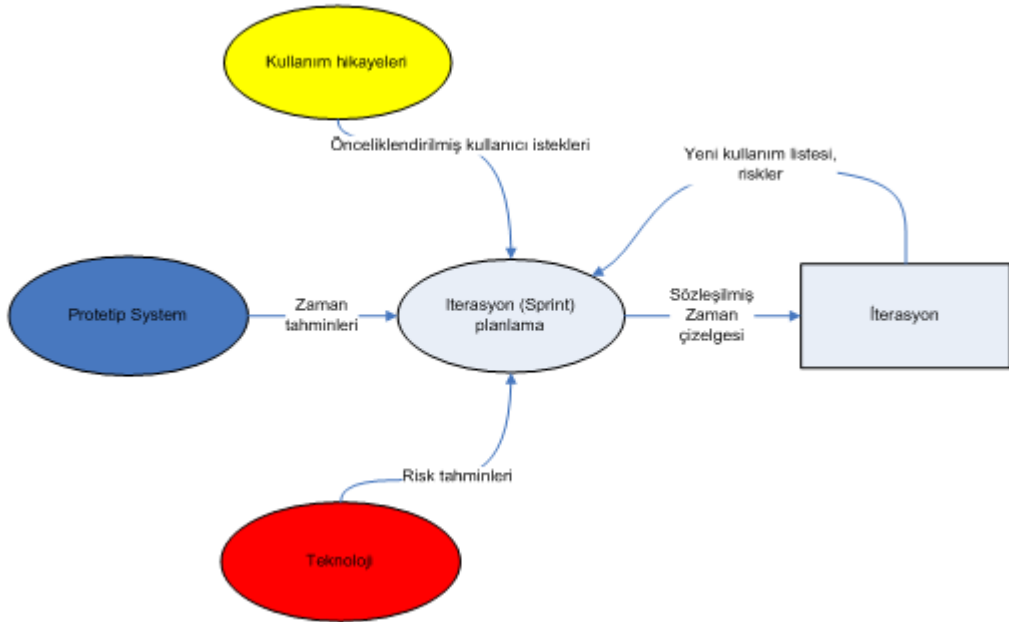 Kullanım hikayeleri
Önceliklendirilmiş kullanıcı istekleri
Yeni kullanım listesi,
riskler
Protetip System
Zaman
tahminleri
Iterasyon (Sprint)
planlama
Sözleşilmiş
Zaman
çizelgesi
İterasyon
Risk tahminleri
Teknoloji